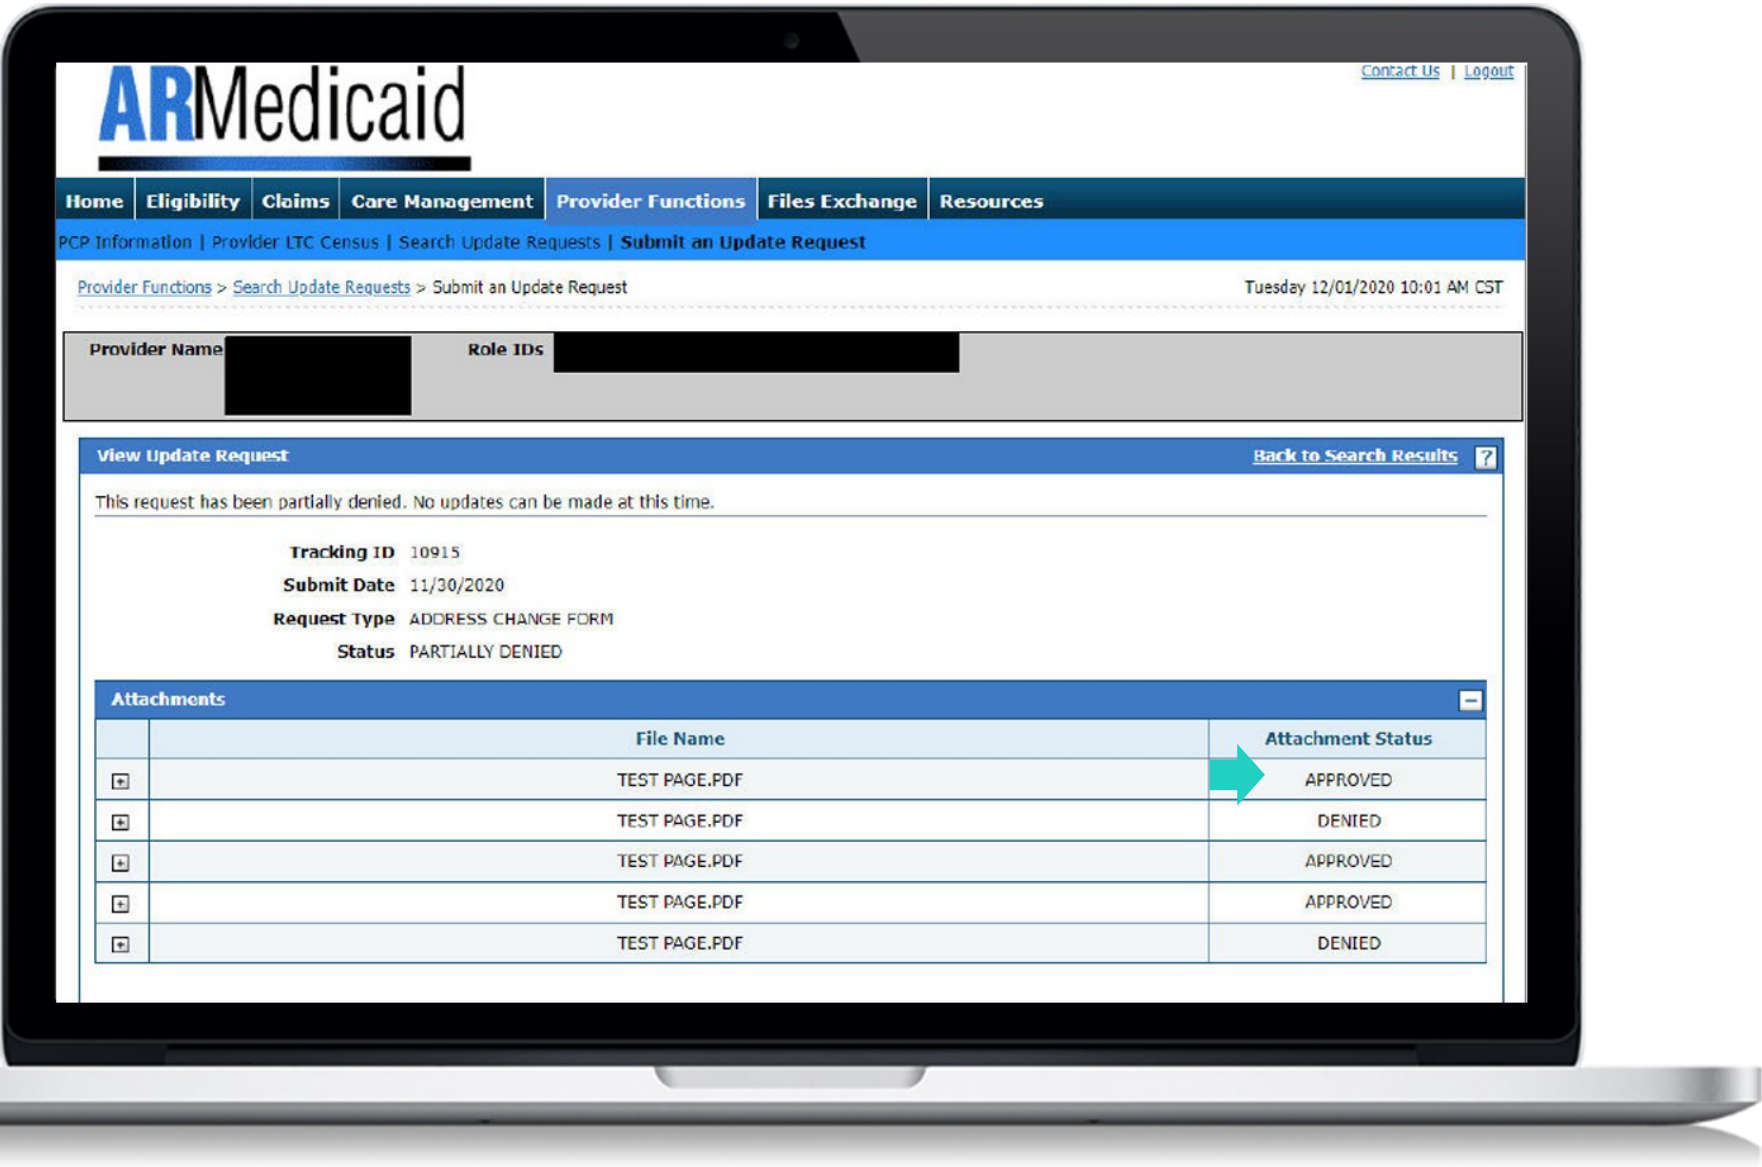 ARMedicaid
Contact Us | Logout
Home Eligibility Claims Care Management Provider Functions Files Exchange Resources
PCP Information | Provider LTC Census | Search Update Requests | Submit an Update Request
Provider Functions > Search Update Requests > Submit an Update Request Tuesday 12/01/2020 10:01 AM CST
Provider Name Role IDs
View Update Request Back to Search Results ?
This request has been partially denied. No updates can be made at this time.
Tracking ID 10915
Submit Date 11/30/2020
Request Type ADDRESS CHANGE FORM
Status PARTIALLY DENIED
Attachments
File Name Attachment Status
TEST PAGE.PDF APPROVED
TEST PAGE.PDF DENIED
TEST PAGE.PDF APPROVED
TEST PAGE.PDF APPROVED
TEST PAGE.PDF DENIED